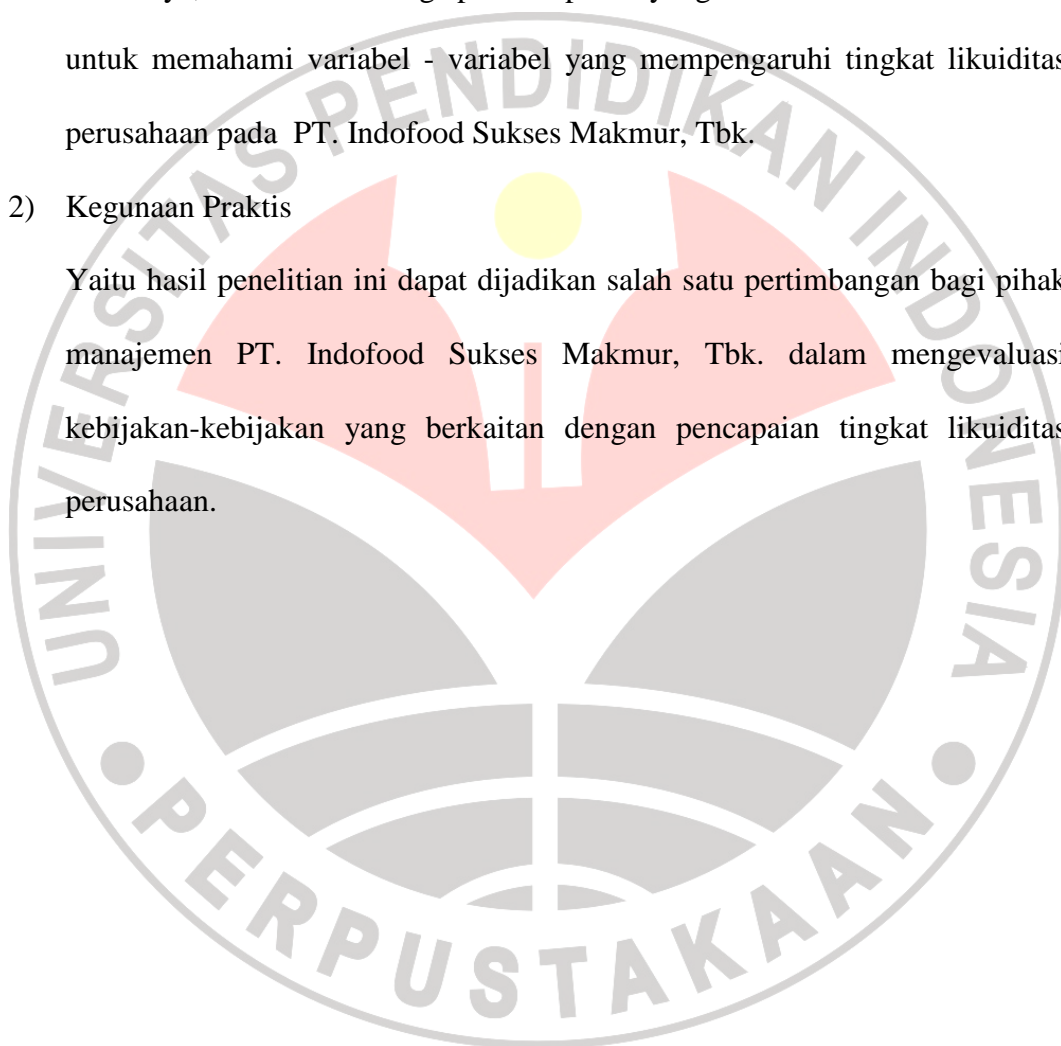 untuk memahami variabel - variabel yang mempengaruhi tingkat likuiditas
perusahaan pada PT. Indofood Sukses Makmur, Tbk.
2) Kegunaan Praktis
Yaitu hasil penelitian ini dapat dijadikan salah satu pertimbangan bagi pihak
manajemen PT. Indofood Sukses Makmur, Tbk. dalam mengevaluasi
kebijakan-kebijakan yang berkaitan dengan pencapaian tingkat likuiditas
perusahaan.
UNIVERSITAS PENDIDIKAN INDONESIA
PERPUSTAKAAN